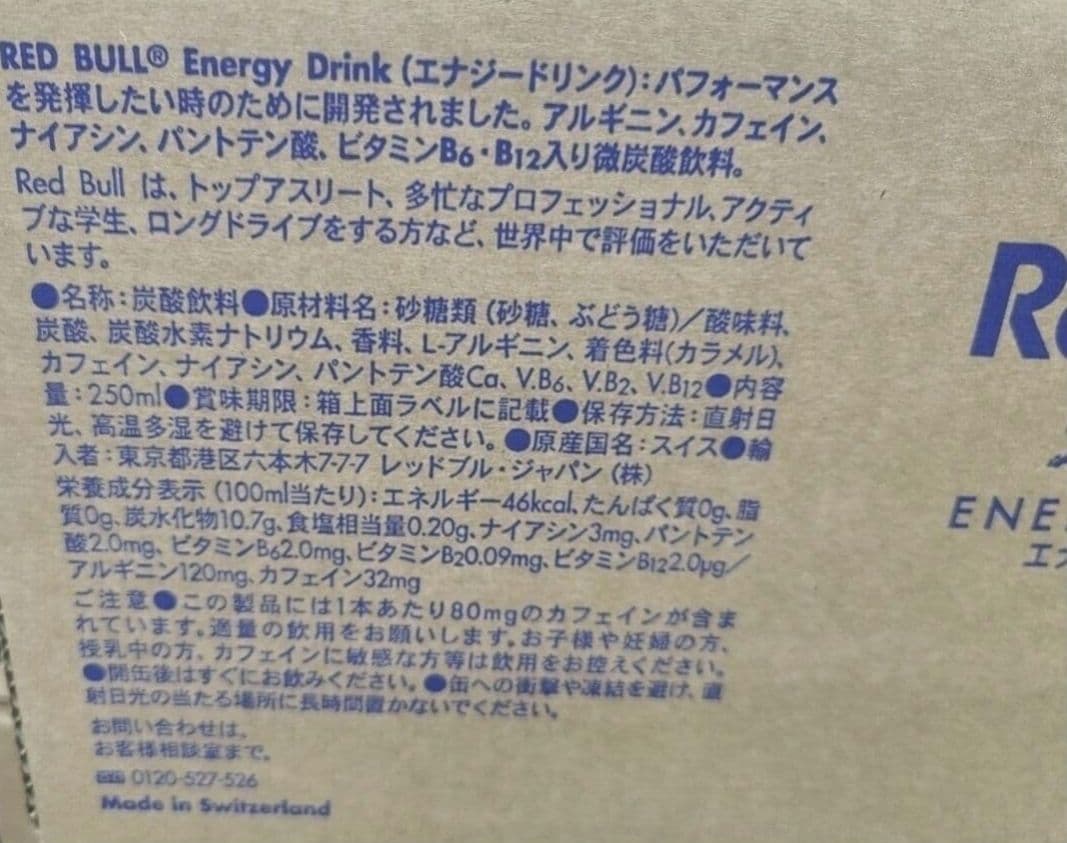 RED BULL® Energy Drink (エナジードリンク):パフォーマンス
を発揮したい時のために開発されました。アルギニン、カフェイン、
ナイアシン、パントテン酸、ビタミンB6・B12入り微炭酸飲料。
Red Bull は、トップアスリート、多忙なプロフェッショナル、アクティ
ブな学生、ロングドライブをする方など、世界中で評価をいただいて
います。
●名称:炭酸飲料●原材料名:砂糖類(砂糖、ぶどう糖)/酸味料、
炭酸、炭酸水素ナトリウム、香料、L-アルギニン、着色料(カラメル)、
カフェイン、ナイアシン、パントテン酸Ca、V.B6、V.B2、V.B12●内容
量:250ml●賞味期限:箱上面ラベルに記載●保存方法:直射日
光、高温多湿を避けて保存してください。●原産国名:スイス●輸
入者:東京都港区六本木7-7-7 レッドブル・ジャパン(株)
栄養成分表示(100ml当たり):エネルギー46kcal、たんぱく質0g、脂
質0g、炭水化物10.7g、食塩相当量0.20g、ナイアシン3mg、パントテン
酸2.0mg、ビタミンB62.0mg、ビタミンB20.09mg、ビタミンB122.0µg/
アルギニン120mg、カフェイン32mg
ご注意●この製品には1本あたり80mgのカフェインが含ま
れています。適量の飲用をお願いします。お子様や妊婦の方、
授乳中の方、カフェインに敏感な方等は飲用をお控えください。
●開缶後はすぐにお飲みください。●缶への衝撃や凍結を避け、直
射日光の当たる場所に長時間置かないでください。
お問い合わせは、
お客様相談室まで。
0120-527-526
Made in Switzerland
Re
ENE
エナ